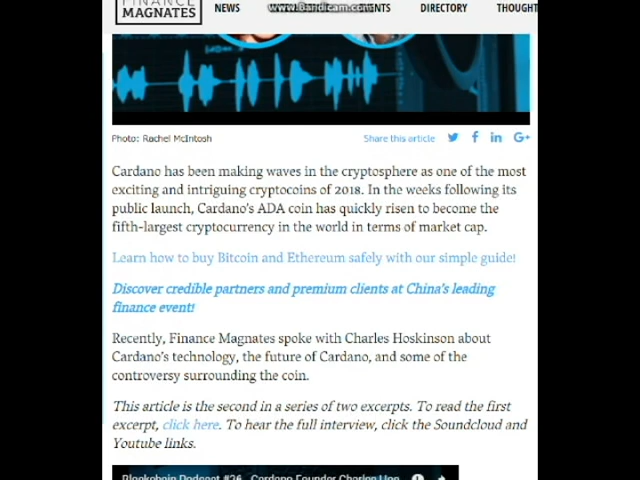 FINANCE
MAGNATES
NEWS
DIRECTORY
THOUGHT
Photo: Rachel McIntosh
Share this article
G+
Cardano has been making waves in the cryptosphere as one of the most
exciting and intriguing cryptocoins of 2018. In the weeks following its
public launch, Cardano's ADA coin has quickly risen to become the
fifth-largest cryptocurrency in the world in terms of market cap.
Learn how to buy Bitcoin and Ethereum safely with our simple guide!
Discover credible partners and premium clients at China's leading
finance event!
Recently, Finance Magnates spoke with Charles Hoskinson about
Cardano's technology, the future of Cardano, and some of the
controversy surrounding the coin.
This article is the second in a series of two excerpts. To read the first
excerpt, click here. To hear the full interview, click the Soundcloud and
Youtube links.
Blockchain Podcast #26 - Cardano Founder Charles Hos